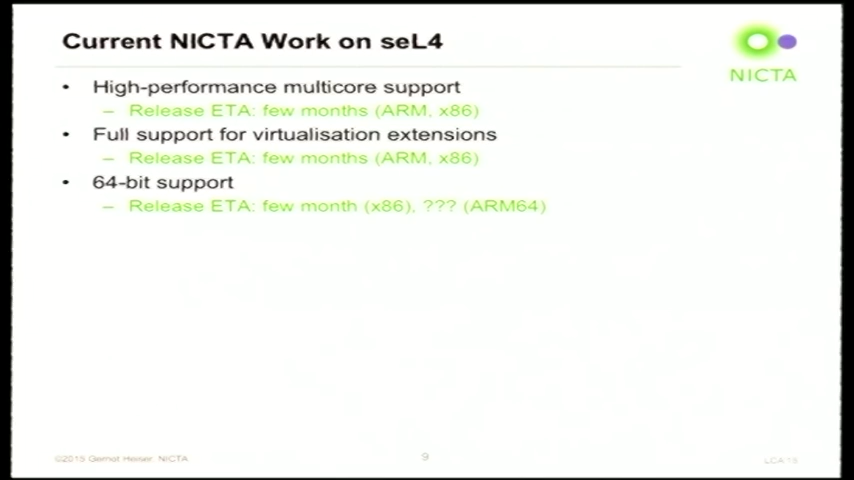 Current NICTA Work on seL4
NICTA
• High-performance multicore support
– Release ETA: few months (ARM, x86)
• Full support for virtualisation extensions
– Release ETA: few months (ARM, x86)
• 64-bit support
– Release ETA: few month (x86), ??? (ARM64)
©2015 Gernot Heiser, NICTA
9
LCA'15